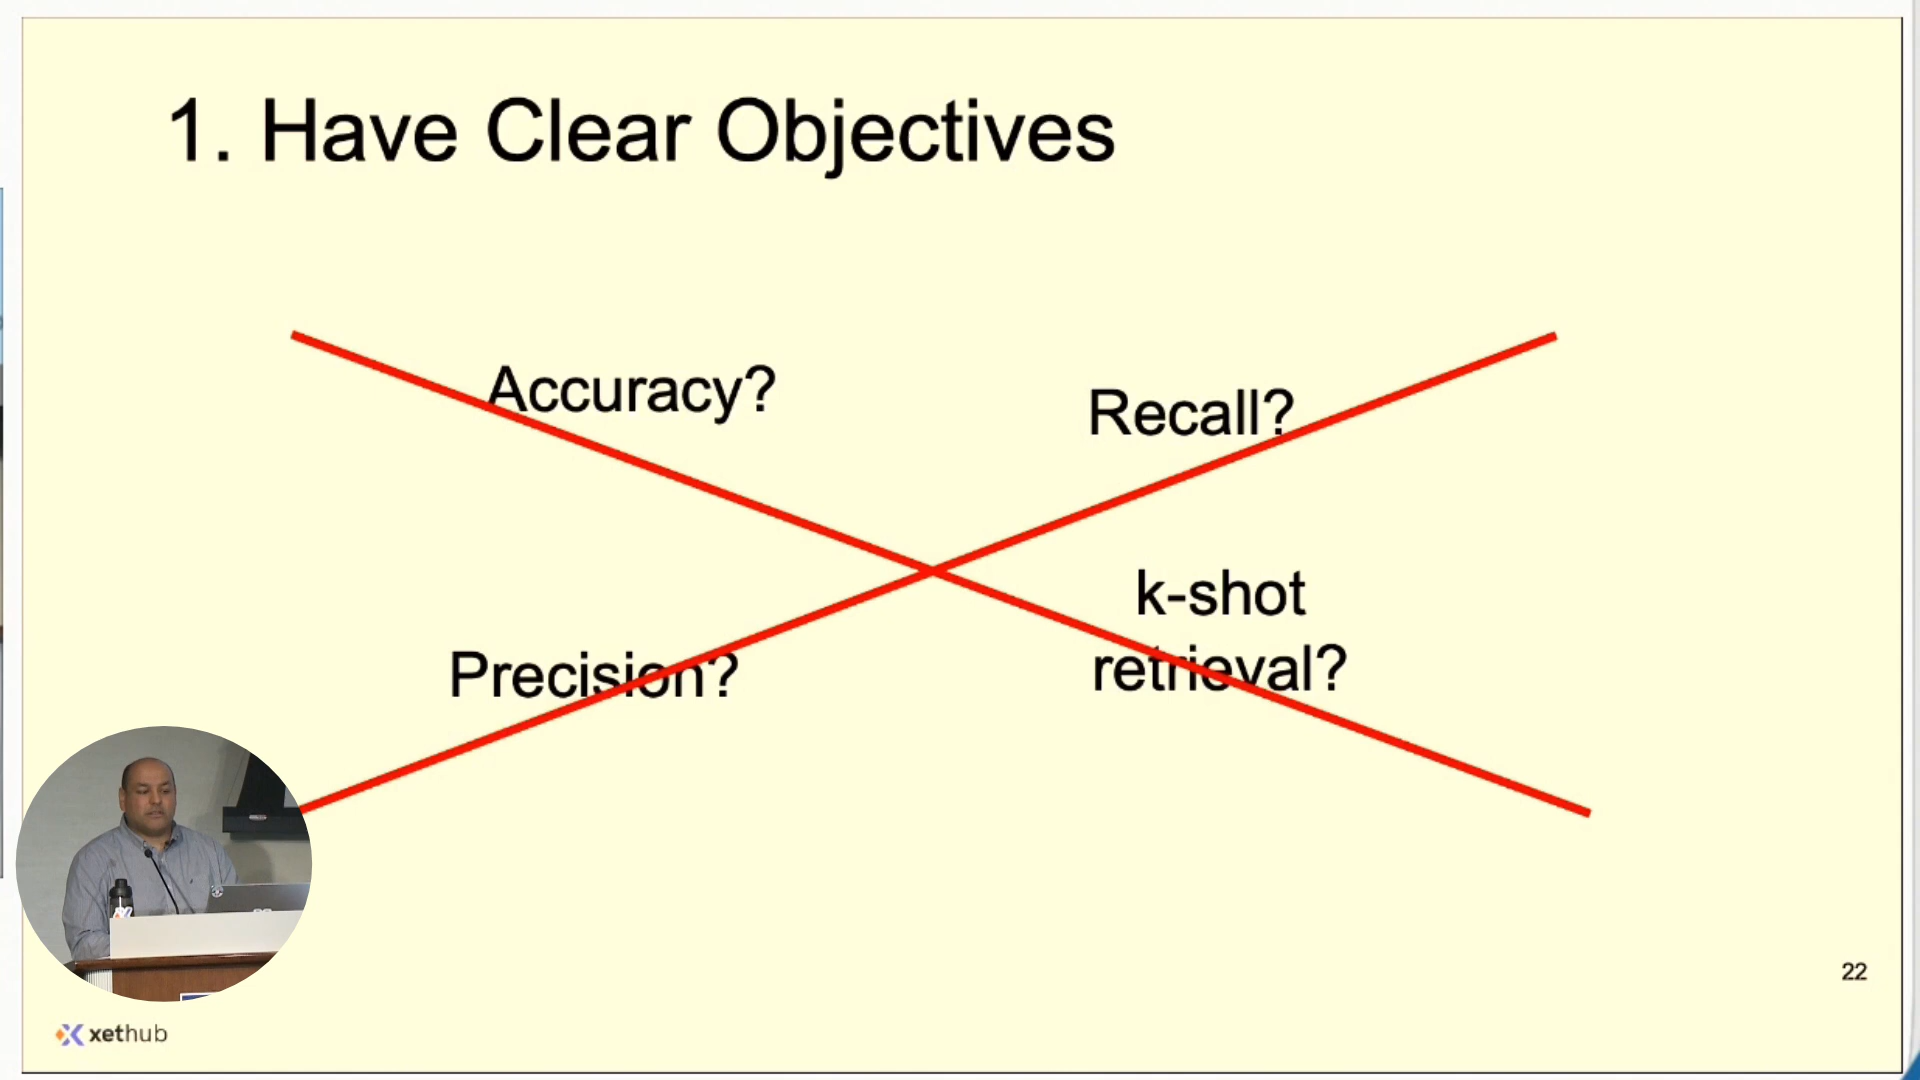 1. Have Clear Objectives
Accuracy?
Recall?
k-shot
retrieval?
Precision?
22
xethub